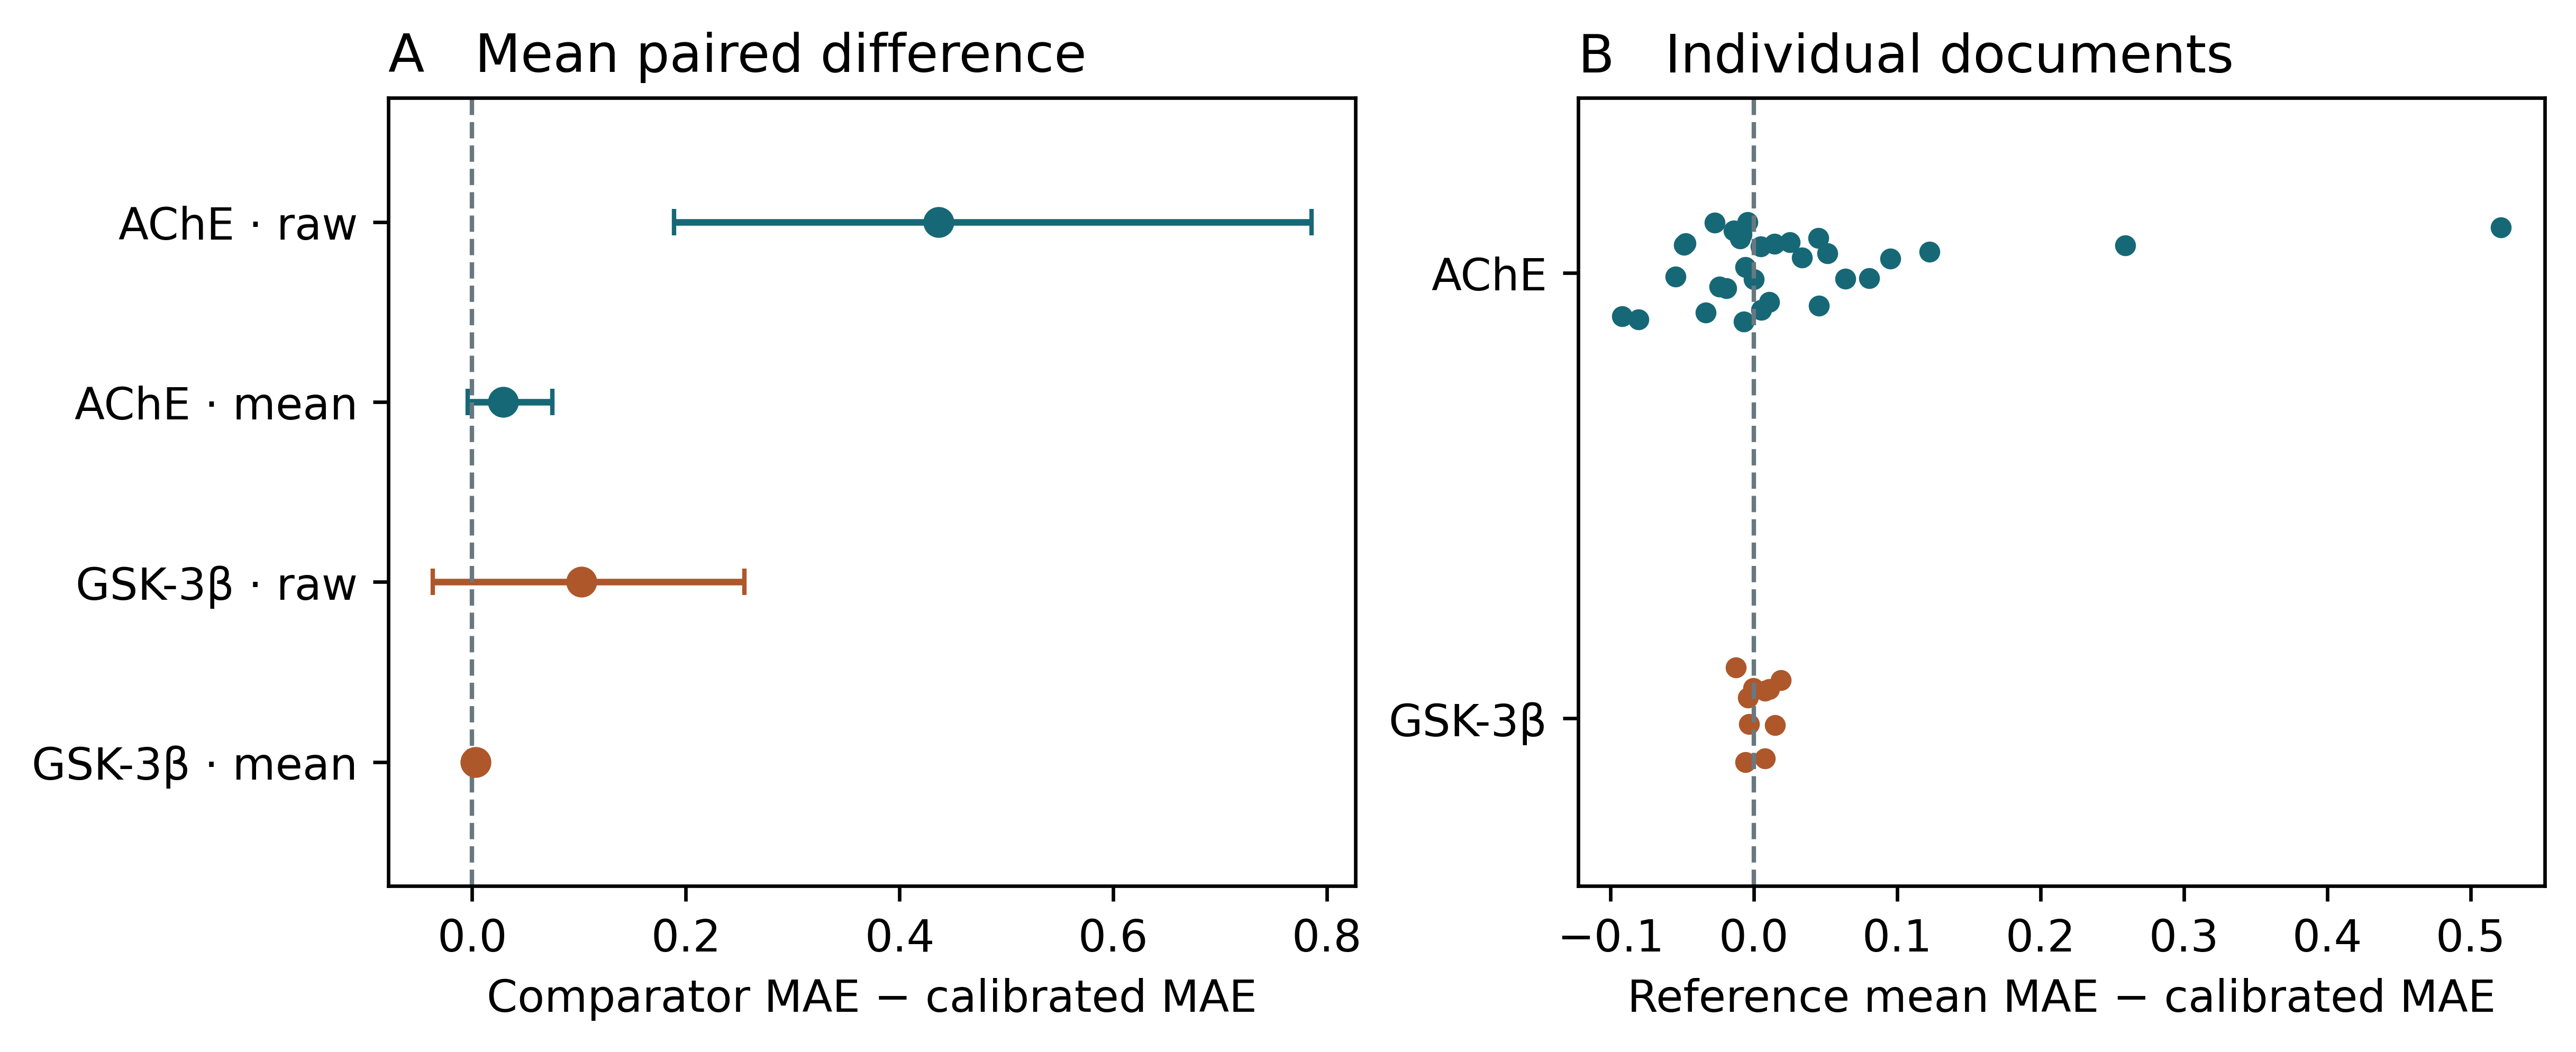 A Mean paired difference
AChE · raw
AChE · mean
GSK-3β · raw
GSK-3β · mean
0.0 0.2 0.4 0.6 0.8
Comparator MAE − calibrated MAE
B Individual documents
AChE
GSK-3β
−0.1 0.0 0.1 0.2 0.3 0.4 0.5
Reference mean MAE − calibrated MAE